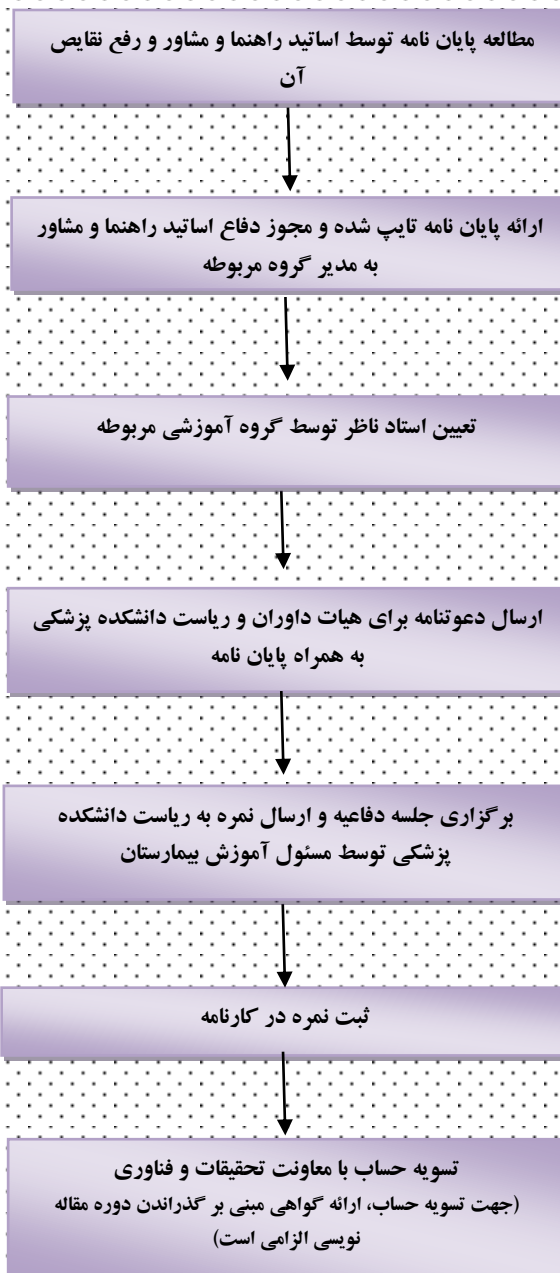 مطالعه پایان نامه توسط اساتید راهنما و مشاور و رفع نقایص
آن
ارائه پایان نامه تایپ شده و مجوز دفاع اساتید راهنما و مشاور
به مدیر گروه مربوطه
تعیین استاد ناظر توسط گروه آموزشی مربوطه
ارسال دعوتنامه برای هیات داوران و ریاست دانشکده پزشکی
به همراه پایان نامه
برگزاری جلسه دفاعیه و ارسال نمره به ریاست دانشکده
پزشکی توسط مسئول آموزش بیمارستان
ثبت نمره در کارنامه
تسویه حساب با معاونت تحقیقات و فناوری
(جهت تسویه حساب، ارائه گواهی مبنی بر گذراندن دوره مقاله
نویسی الزامی است)